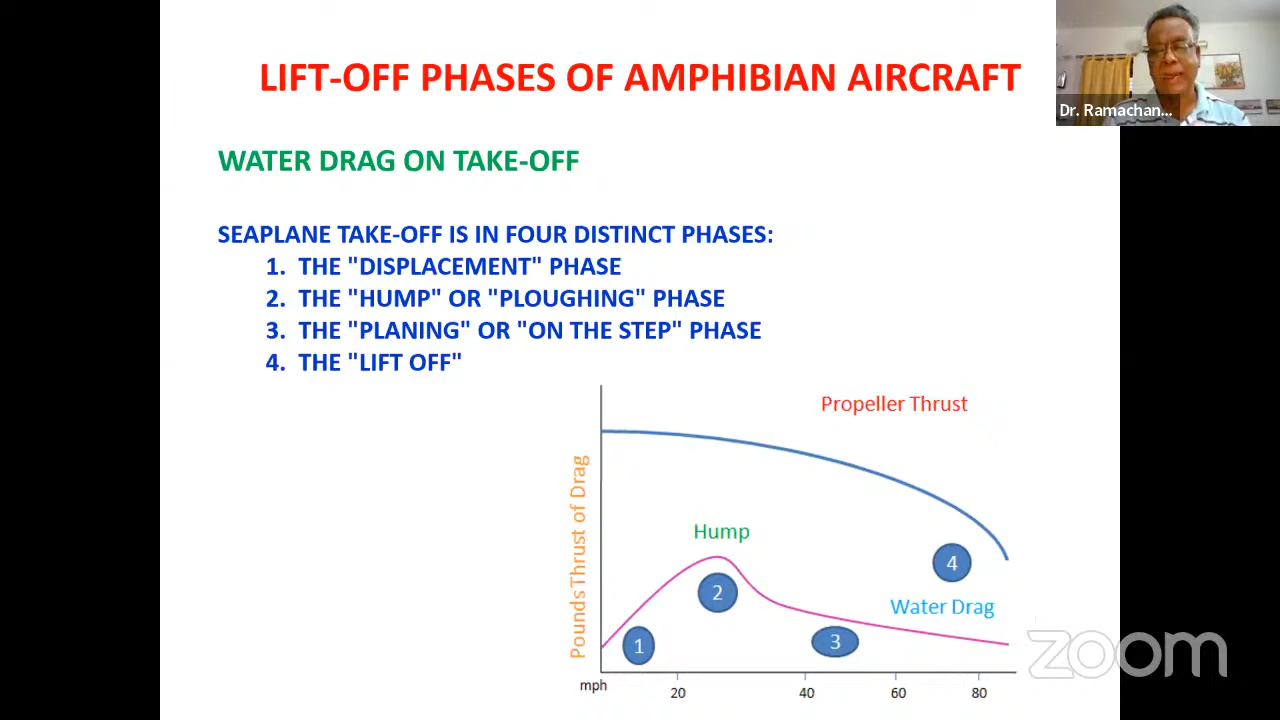 LIFT-OFF PHASES OF AMPHIBIAN AIRCRAFT
Dr. Ramachan...
WATER DRAG ON TAKE-OFF
SEAPLANE TAKE-OFF IS IN FOUR DISTINCT PHASES:
1. THE "DISPLACEMENT" PHASE
2. THE "HUMP" OR "PLOUGHING" PHASE
3. THE "PLANING" OR "ON THE STEP" PHASE
4. THE "LIFT OFF"
Propeller Thrust
Pounds Thrust of Drag
Hump
4
2
Water Drag
1
3
zoom
mph
20
40
60
80